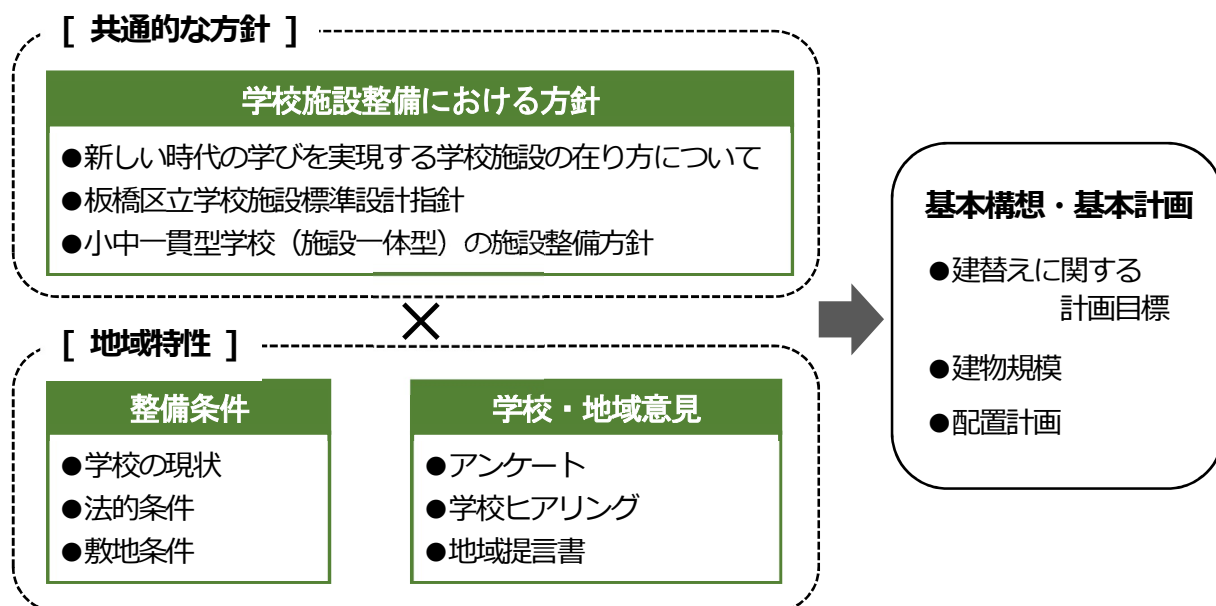 [ 共通的な方針 ]
学校施設整備における方針
●新しい時代の学びを実現する学校施設の在り方について
●板橋区立学校施設標準設計指針
●小中一貫型学校（施設一体型）の施設整備方針
×
[ 地域特性 ]
整備条件
●学校の現状
●法的条件
●敷地条件
学校・地域意見
●アンケート
●学校ヒアリング
●地域提言書
基本構想・基本計画
●建替えに関する
計画目標
●建物規模
●配置計画